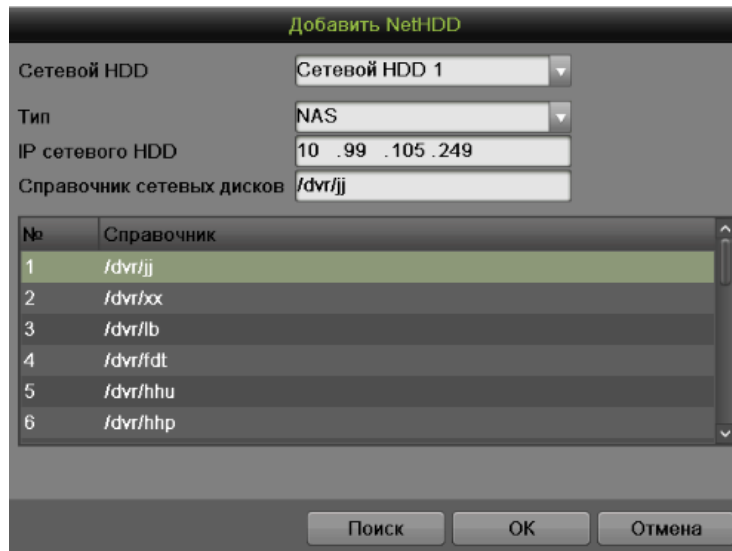 Добавить NetHDD
Сетевой HDD Сетевой HDD 1
Тип NAS
IP сетевого HDD 10 .99 .105 .249
Справочник сетевых дисков /dvr/jj
№ Справочник
1 /dvr/jj
2 /dvr/xx
3 /dvr/lb
4 /dvr/fdt
5 /dvr/hhu
6 /dvr/hhp
Поиск OK Отмена